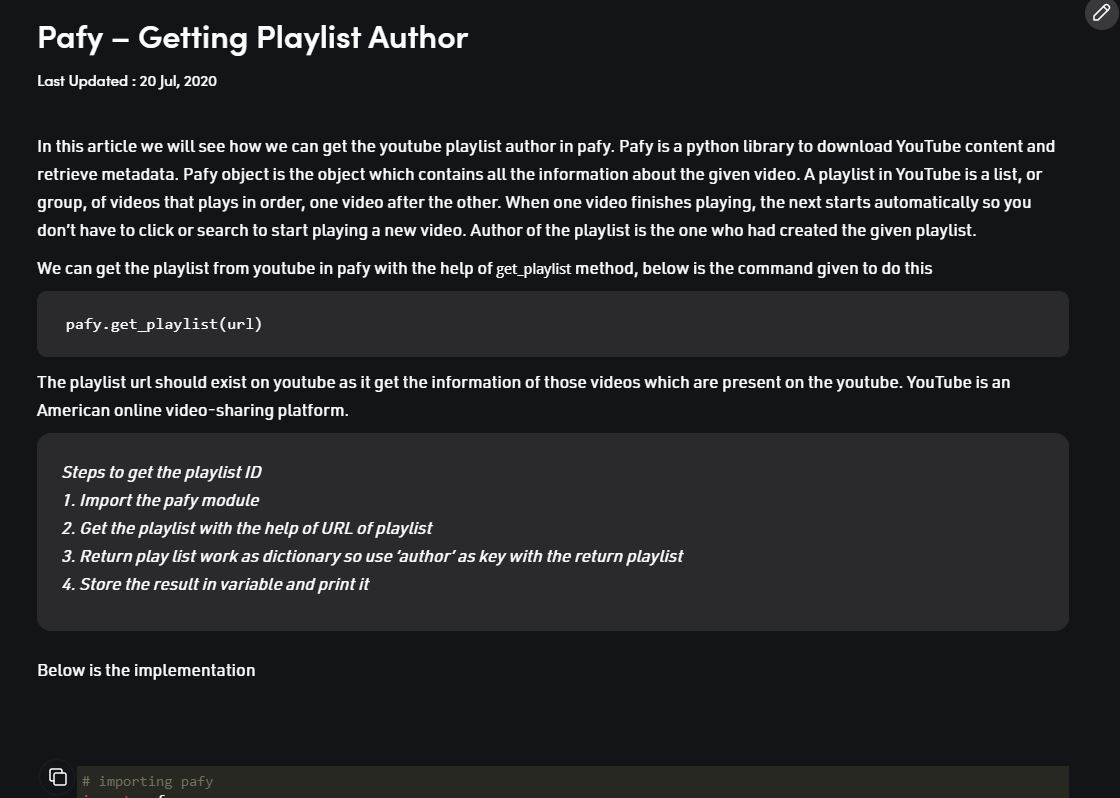 Pafy – Getting Playlist Author
Last Updated : 20 Jul, 2020
In this article we will see how we can get the youtube playlist author in pafy. Pafy is a python library to download YouTube content and
retrieve metadata. Pafy object is the object which contains all the information about the given video. A playlist in YouTube is a list, or
group, of videos that plays in order, one video after the other. When one video finishes playing, the next starts automatically so you
don’t have to click or search to start playing a new video. Author of the playlist is the one who had created the given playlist.
We can get the playlist from youtube in pafy with the help of get_playlist method, below is the command given to do this
pafy.get_playlist(url)
The playlist url should exist on youtube as it get the information of those videos which are present on the youtube. YouTube is an
American online video-sharing platform.
Steps to get the playlist ID
1. Import the pafy module
2. Get the playlist with the help of URL of playlist
3. Return play list work as dictionary so use ‘author’ as key with the return playlist
4. Store the result in variable and print it
Below is the implementation
# importing pafy